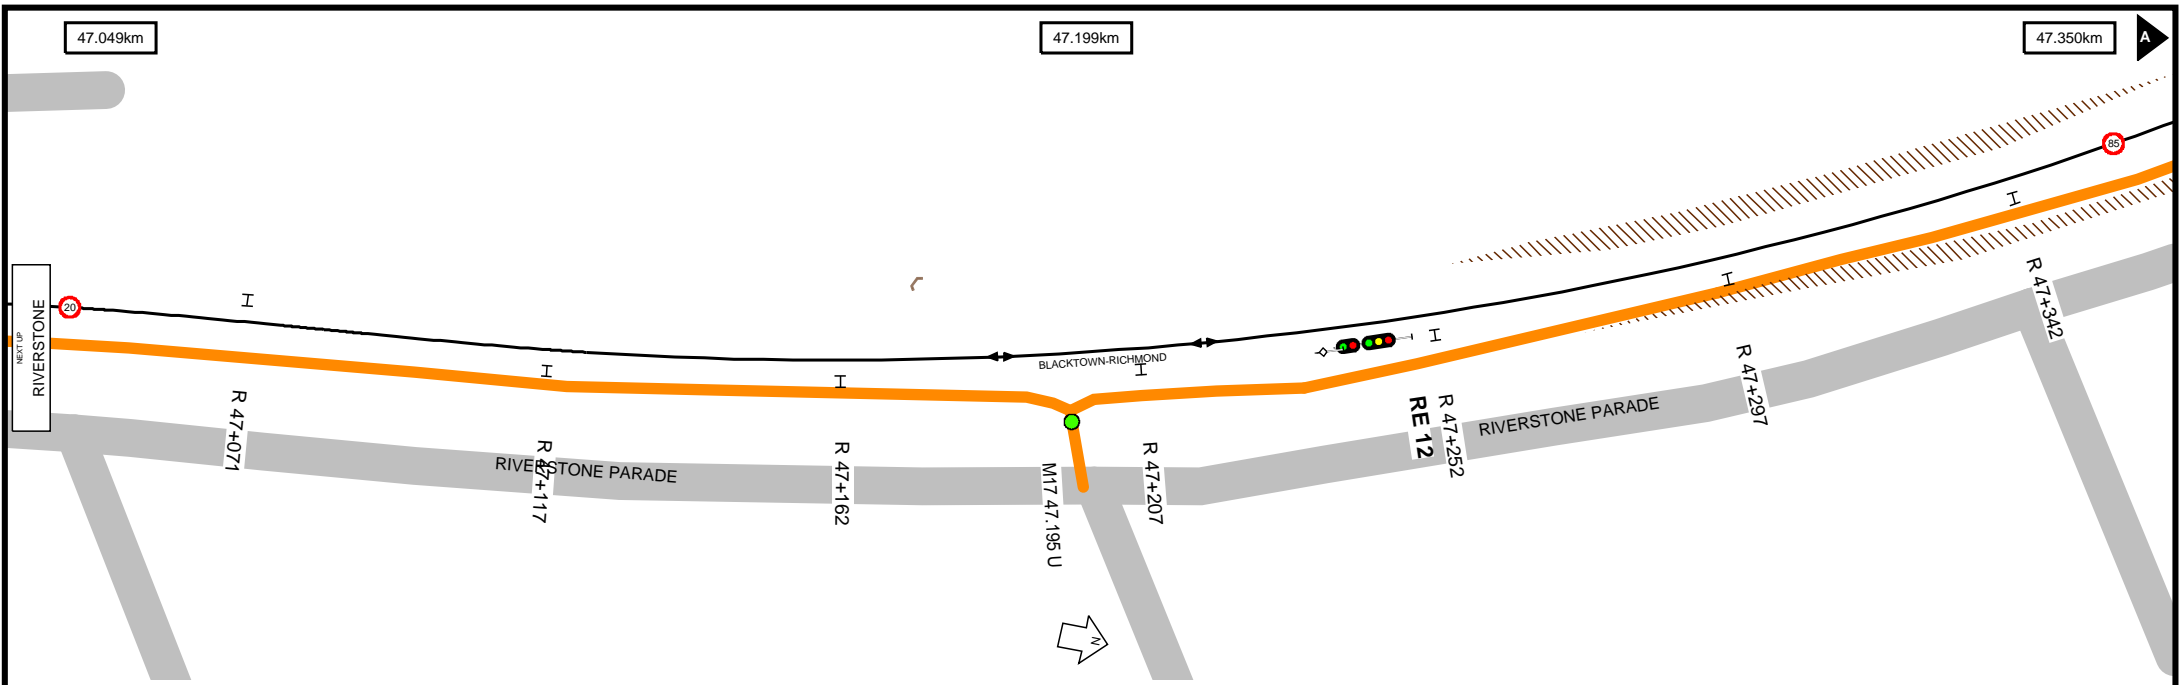 47.049km
47.199km
47.350km
A
85
20
NEXT UP
RIVERSTONE
BLACKTOWN-RICHMOND
R 47+071
RIVERSTONE PARADE
R 47+117
R 47+162
M17 47.195 U
R 47+207
RE 12
R 47+252
RIVERSTONE PARADE
R 47+297
R 47+342
N